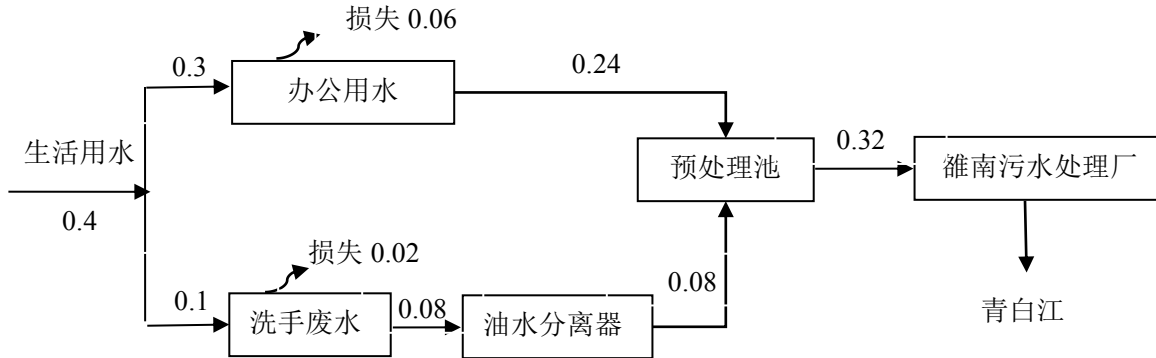 损失 0.06
0.3
办公用水
0.24
生活用水
0.4
预处理池
0.32
雒南污水处理厂
损失 0.02
0.1
洗手废水
0.08
油水分离器
0.08
青白江